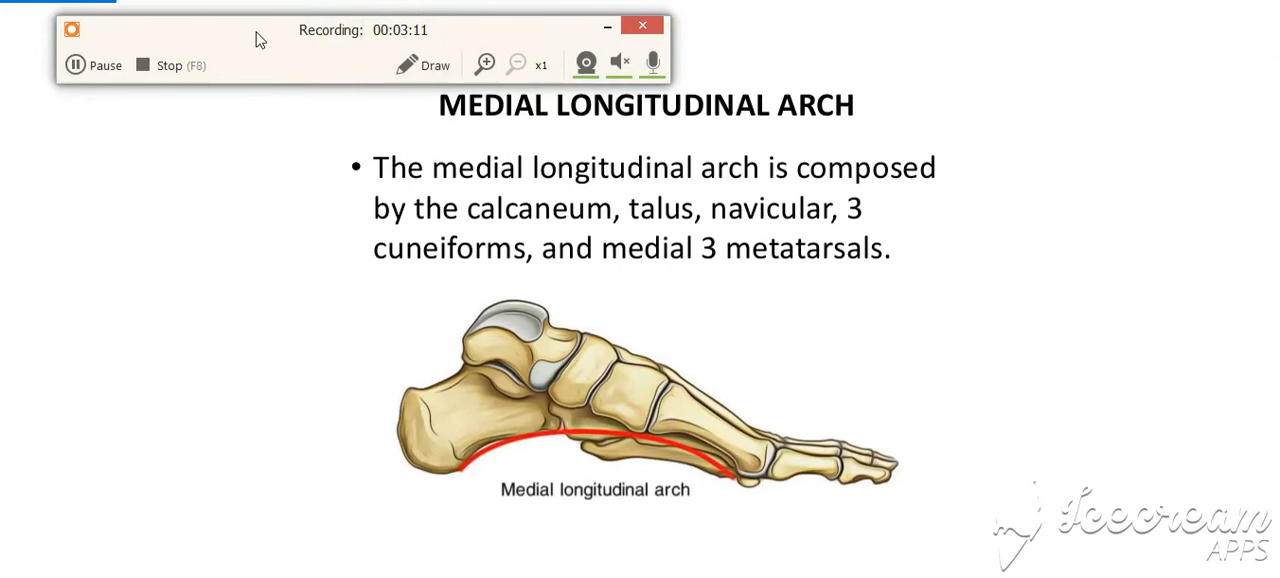 Recording: 00:03:11
Pause Stop (F8) Draw x1
MEDIAL LONGITUDINAL ARCH
• The medial longitudinal arch is composed
by the calcaneum, talus, navicular, 3
cuneiforms, and medial 3 metatarsals.
Medial longitudinal arch
Icecream
APPS